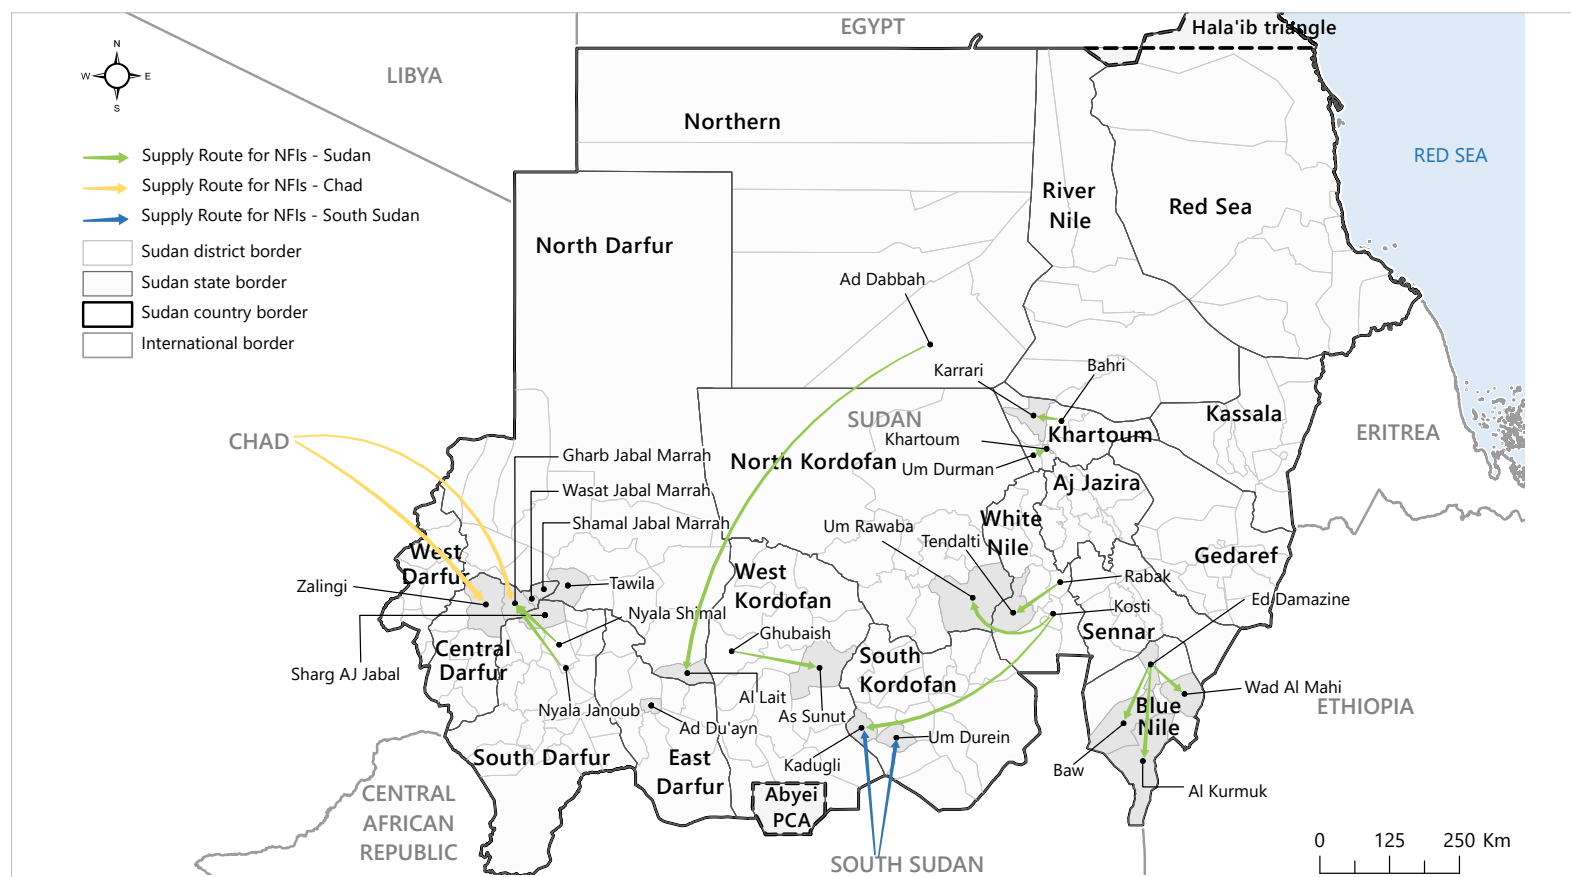 EGYPT
Hala'ib triangle
N
W
E
S
LIBYA
Northern
Supply Route for NFIs - Sudan
Supply Route for NFIs - Chad
Supply Route for NFIs - South Sudan
Sudan district border
Sudan state border
Sudan country border
International border
RED SEA
River
Nile
Red Sea
North Darfur
Ad Dabbah
Karrari
Bahri
SUDAN
Kassala
CHAD
Khartoum
Khartoum
ERITREA
Gharb Jabal Marrah
North Kordofan
Um Durman
Aj Jazira
Wasat Jabal Marrah
Shamal Jabal Marrah
White
Nile
Um Rawaba
Tendalti
Gedaref
West
Darfur
West
Kordofan
Zalingi
Tawila
Rabak
Ed Damazine
Nyala Shimal
Kosti
Ghubaish
Sennar
Central
Darfur
South
Kordofan
Sharg AJ Jabal
Wad Al Mahi
ETHIOPIA
Al Lait
Nyala Janoub
As Sunut
Blue
Nile
Ad Du'ayn
Um Durein
South Darfur
East
Darfur
Kadugli
Baw
Al Kurmuk
CENTRAL
AFRICAN
REPUBLIC
Abyei
PCA
SOUTH SUDAN
0 125 250 Km